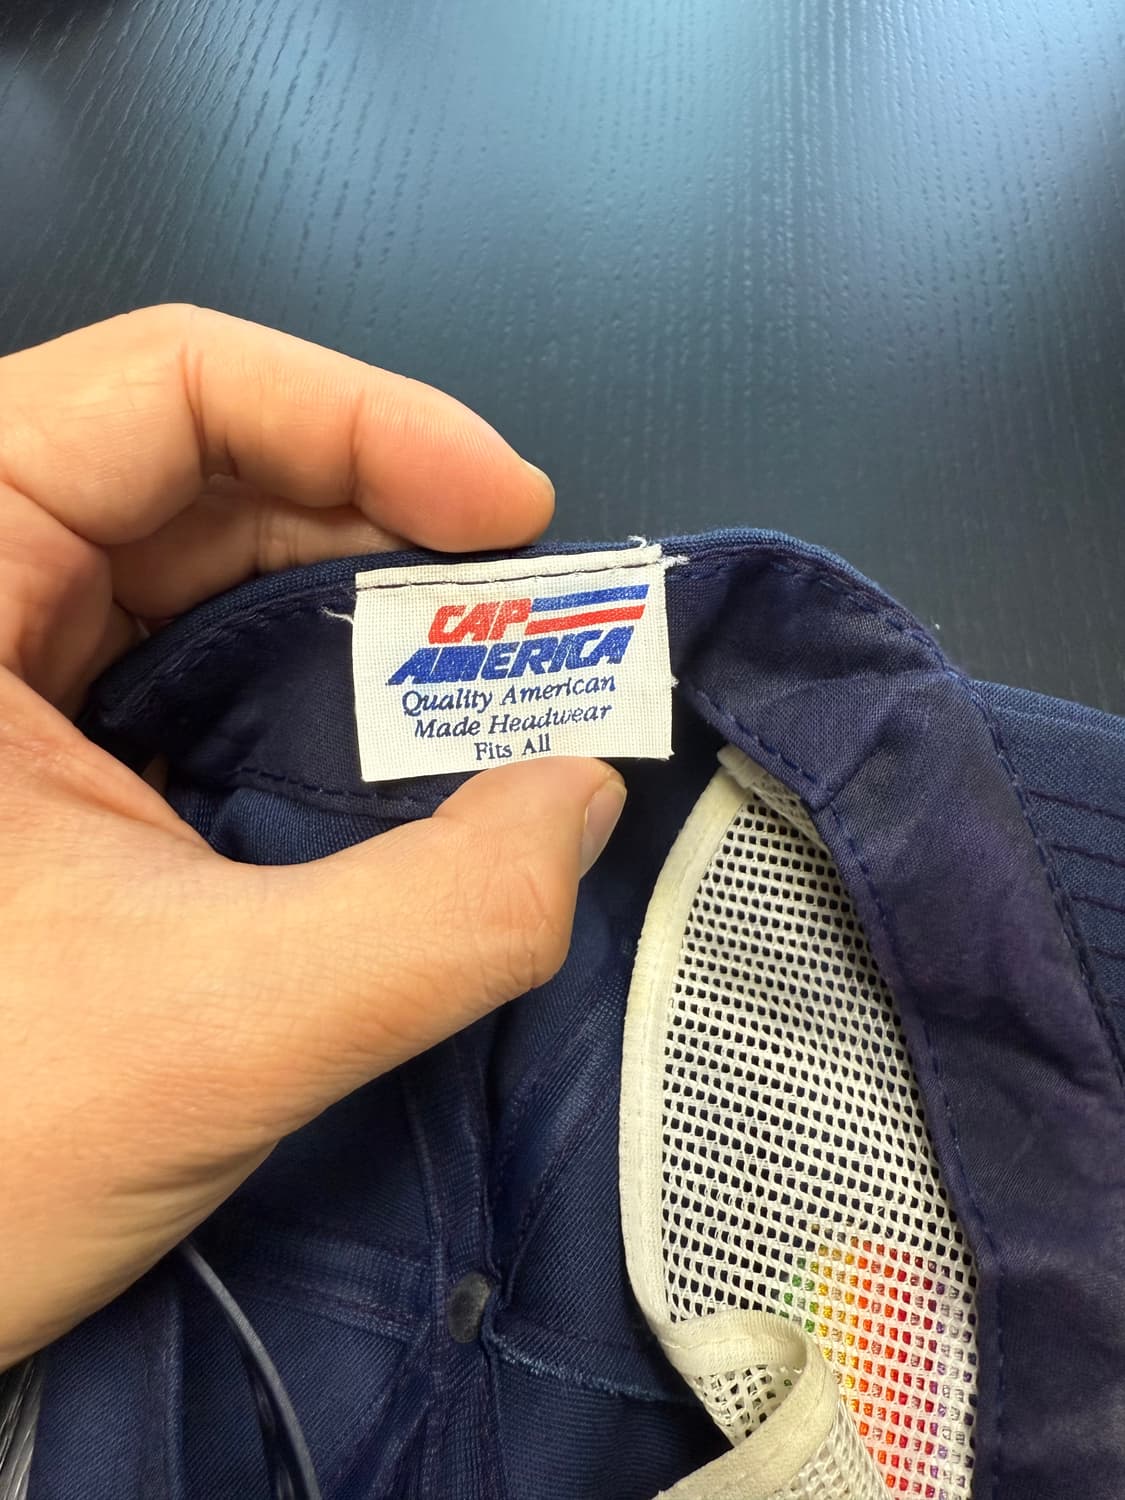 CAP
AMERICA
Quality American
Made Headwear
Fits All